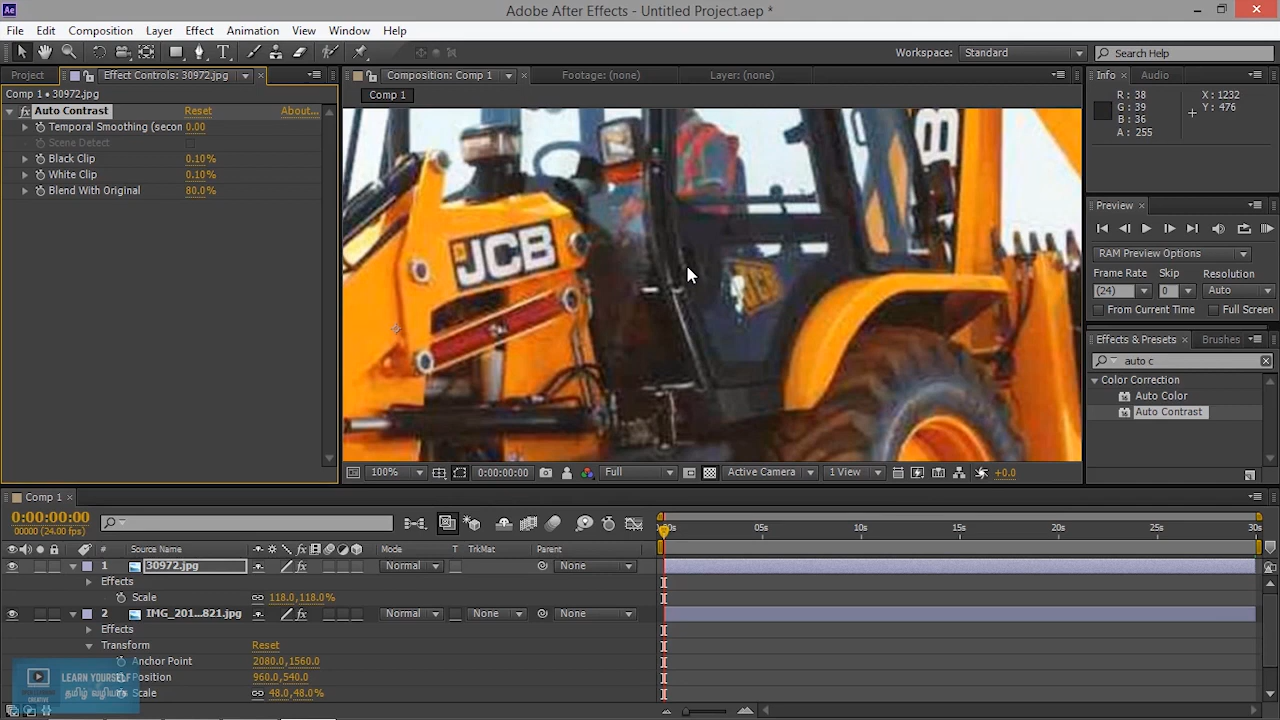 Ae
Adobe After Effects - Untitled Project.aep *
File Edit Composition Layer Effect Animation View Window Help
Workspace: Standard
Search Help
Project Effect Controls: 30972.jpg
Composition: Comp 1
Footage: (none)
Layer: (none)
Info Audio
Comp 1 • 30972.jpg
Comp 1
fx Auto Contrast Reset About...
Temporal Smoothing (secon 0.00
Scene Detect
Black Clip 0.10%
White Clip 0.10%
Blend With Original 80.0%
R: 38
G: 39
B: 36
A: 255
X: 1232
Y: 476
JCB
Preview
RAM Preview Options
Frame Rate Skip Resolution
(24) 0 Auto
From Current Time Full Screen
Effects & Presets Brushes
auto c
Color Correction
Auto Color
Auto Contrast
100% 0:00:00:00 Full Active Camera 1 View +0.0
Comp 1
0:00:00:00
00000 (24.00 fps)
05s 10s 15s 20s 25s 30s
# Source Name Mode T TrkMat Parent
1 30972.jpg fx Normal None
Effects
Scale 118.0,118.0%
2 IMG_201...821.jpg fx Normal None None
Effects
Transform Reset
Anchor Point 2080.0,1560.0
Position 960.0,540.0
Scale 48.0,48.0%
LEARN YOURSELF
தமிழ் வழியில்
CREATIVE